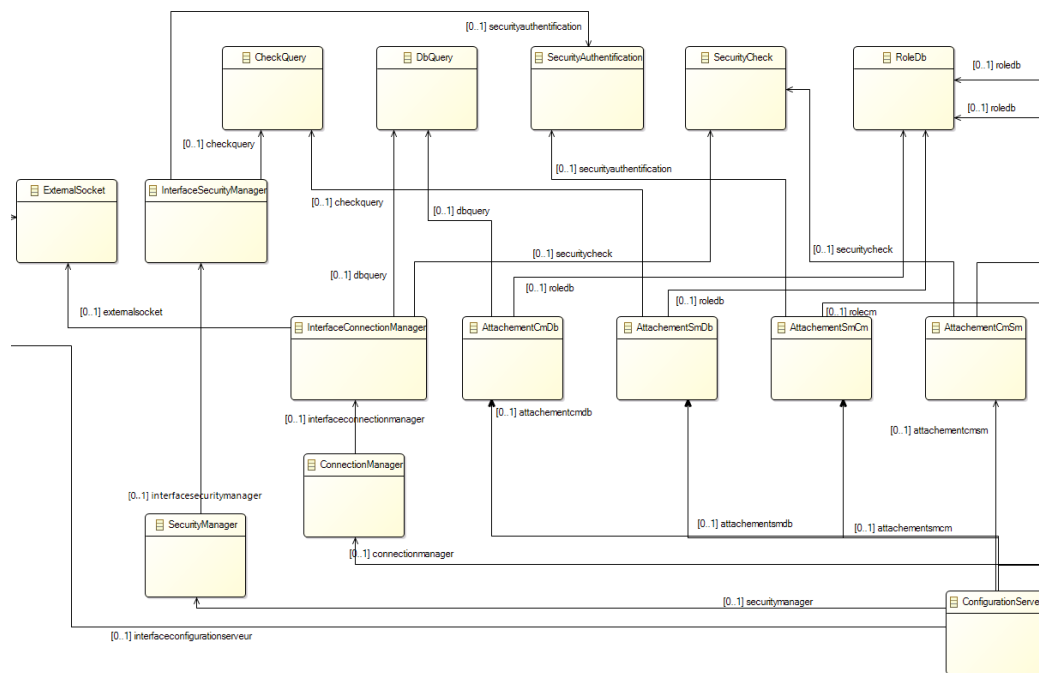 [0..1] securityauthentification
CheckQuery
DbQuery
SecurityAuthentification
SecurityCheck
RoleDb
[0..1] roledb
[0..1] roledb
[0..1] checkquery
[0..1] securityauthentification
ExternalSocket
InterfaceSecurityManager
[0..1] checkquery
[0..1] dbquery
[0..1] securitycheck
[0..1] securitycheck
[0..1] dbquery
[0..1] roledb
[0..1] roledb
[0..1] externalsocket
[0..1] rolecm
InterfaceConnectionManager
AttachementCmDb
AttachementSmDb
AttachementSmCm
AttachementCmSm
[0..1] attachementcmdb
[0..1] interfaceconnectionmanager
[0..1] attachementcmsm
ConnectionManager
[0..1] interfacesecuritymanager
SecurityManager
[0..1] attachementsmdb
[0..1] attachementsmcm
[0..1] connectionmanager
[0..1] securitymanager
ConfigurationServe
[0..1] interfaceconfigurationserveur